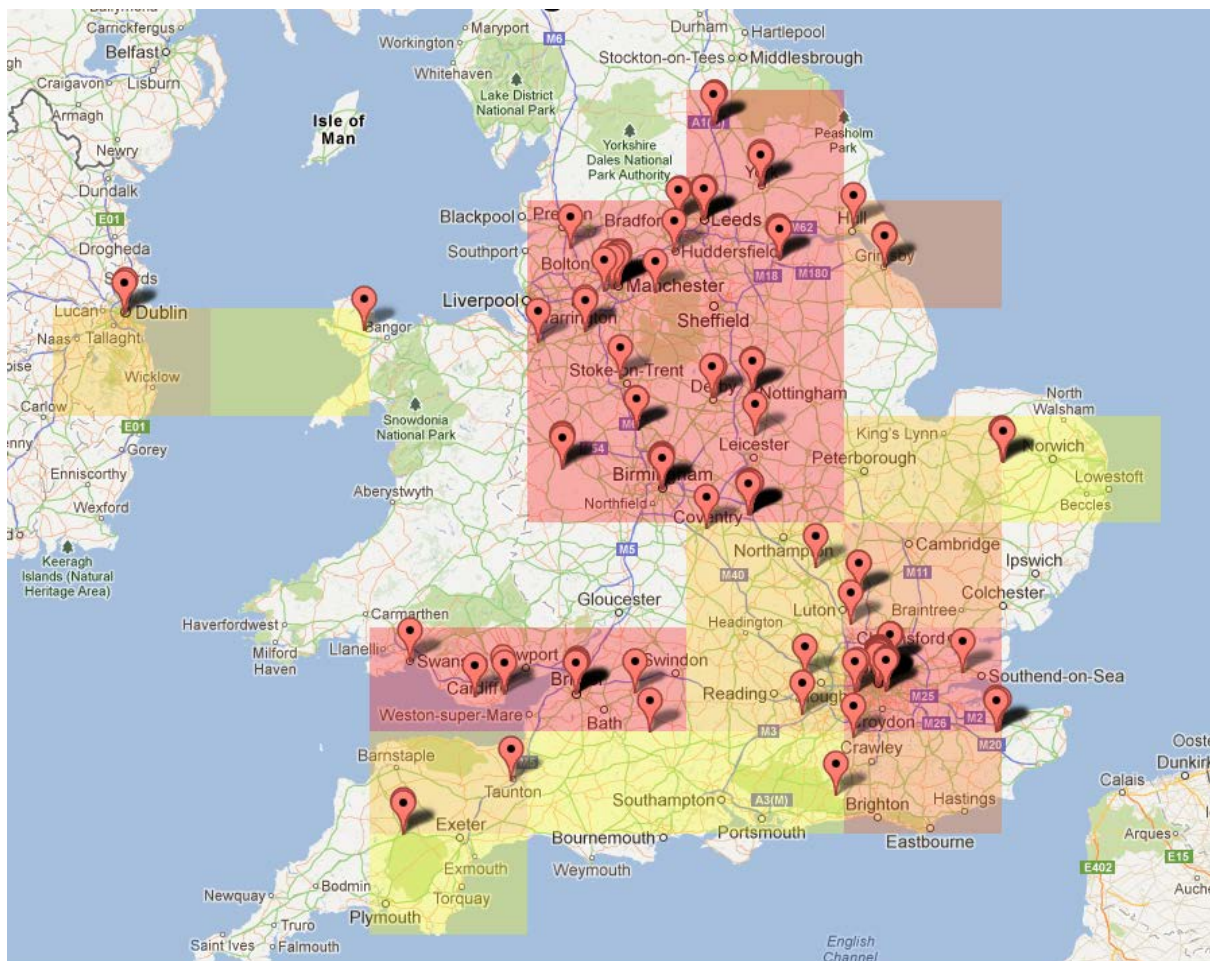 Ballymena
Carrickfergus
Belfast
Lisburn
Craigavon
Armagh
Newry
Dundalk
E01
Drogheda
Lucan
Dublin
Naas
Tallaght
Wicklow
Carlow
E01
Gorey
Enniscorthy
Wexford
Keeragh
Islands (Natural
Heritage Area)
Isle of
Man
Maryport
Workington
Whitehaven
M6
Durham
Hartlepool
Stockton-on-Tees
Middlesbrough
Lake District
National Park
Yorkshire
Dales National
Park Authority
Peasholm
Park
Blackpool
Southport
Bradford
Leeds
Hull
M62
Bolton
Huddersfield
M18
M180
Grimsby
Manchester
Liverpool
Sheffield
Bangor
Stoke-on-Trent
Derby
Nottingham
Snowdonia
National Park
Leicester
Birmingham
Northfield
Coventry
Aberystwyth
North
Walsham
King's Lynn
Norwich
Peterborough
Lowestoft
Beccles
Northampton
Cambridge
Ipswich
M5
M40
M11
Colchester
Gloucester
Luton
Braintree
Headington
Carmarthen
Haverfordwest
Milford
Haven
Llanelli
Cardiff
Swindon
Reading
Southend-on-Sea
M25
Weston-super-Mare
Bath
M3
M26
M2
M20
Crawley
Barnstaple
Taunton
Southampton
A3(M)
Brighton
Hastings
Exeter
Bournemouth
Portsmouth
Eastbourne
Weymouth
Exmouth
Newquay
Bodmin
Torquay
Plymouth
Truro
Saint Ives
Falmouth
English
Channel
Calais
Dunkir
Arques
E402
E15